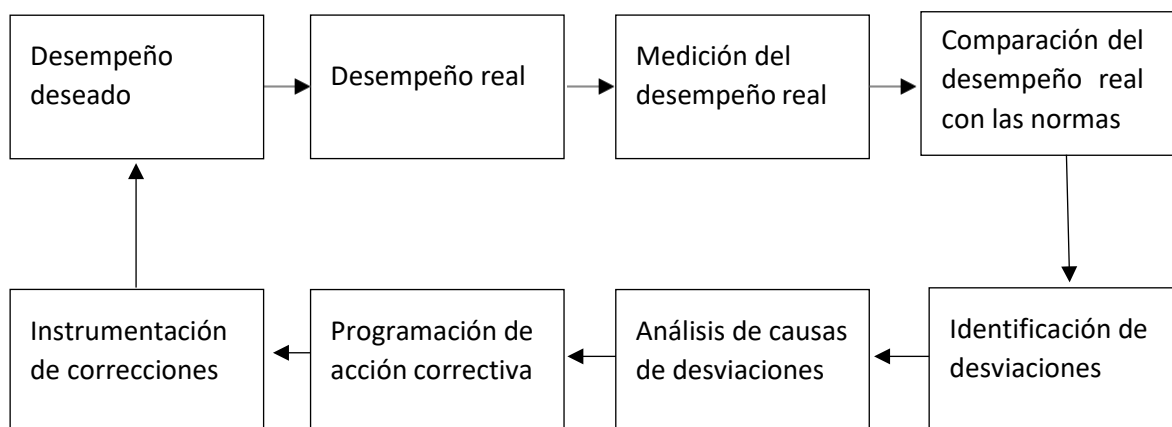 Desempeño
deseado
Desempeño real
Medición del
desempeño real
Comparación del
desempeño real
con las normas
Instrumentación
de correcciones
Programación de
acción correctiva
Análisis de causas
de desviaciones
Identificación de
desviaciones